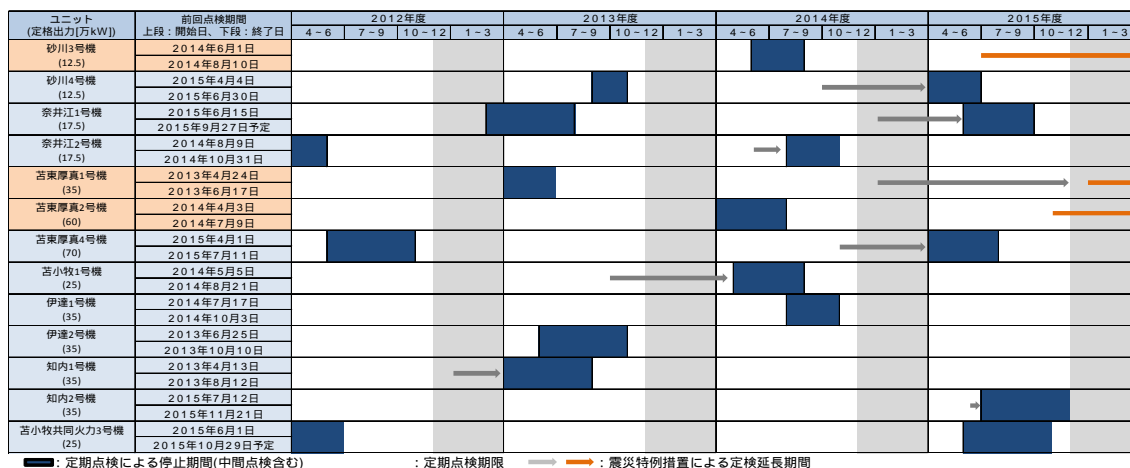 ユニット
(定格出力[万kW])
前回点検期間
上段：開始日、下段：終了日
2012年度 2013年度 2014年度 2015年度
4～6 7～9 10～12 1～3 4～6 7～9 10～12 1～3 4～6 7～9 10～12 1～3 4～6 7～9 10～12 1～3
砂川3号機
(12.5)
2014年6月1日
2014年8月10日
砂川4号機
(12.5)
2015年4月4日
2015年6月30日
奈井江1号機
(17.5)
2015年6月15日
2015年9月27日予定
奈井江2号機
(17.5)
2014年8月9日
2014年10月31日
苫東厚真1号機
(35)
2013年4月24日
2013年6月17日
苫東厚真2号機
(60)
2014年4月3日
2014年7月9日
苫東厚真4号機
(70)
2015年4月1日
2015年7月11日
苫小牧1号機
(25)
2014年5月5日
2014年8月21日
伊達1号機
(35)
2014年7月17日
2014年10月3日
伊達2号機
(35)
2013年6月25日
2013年10月10日
知内1号機
(35)
2013年4月13日
2013年8月12日
知内2号機
(35)
2015年7月12日
2015年11月21日
苫小牧共同火力3号機
(25)
2015年6月1日
2015年10月29日予定
：定期点検による停止期間(中間点検含む) ：定期点検期限 ：震災特例措置による定検延長期間